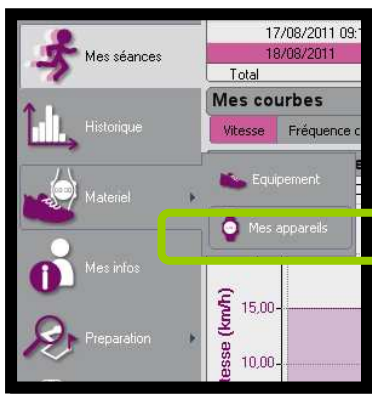 Mes séances
Historique
Materiel
Mes infos
Preparation
17/08/2011 09:
18/08/2011
Total
Mes courbes
Vitesse Fréquence c
Equipement
Mes appareils
15,00
10,00
(km/h)